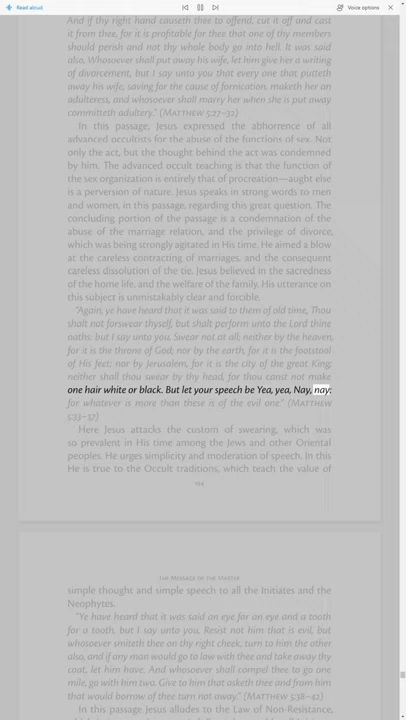 Read aloud
Voice options
And if thy right hand causeth thee to offend, cut it off and cast
it from thee, for it is profitable for thee that one of thy members
should perish and not thy whole body go into hell. It was said
also, Whosoever shall put away his wife, let him give her a writing
of divorcement, but I say unto you that every one that putteth
away his wife, saving for the cause of fornication, maketh her an
adulteress, and whosoever shall marry her when she is put away
committeth adultery." (MATTHEW 5:27–32)
In this passage, Jesus expressed the abhorrence of all
advanced occultists for the abuse of the functions of sex. Not
only the act, but the thought behind the act was condemned
by him. The advanced occult teaching is that the function of
the sex organization is entirely that of procreation—aught else
is a perversion of nature. Jesus speaks in strong words to men
and women, in this passage, regarding this great question. The
concluding portion of the passage is a condemnation of the
abuse of the marriage relation, and the privilege of divorce,
which was being strongly agitated in His time. He aimed a blow
at the careless contracting of marriages, and the consequent
careless dissolution of the tie. Jesus believed in the sacredness
of the home life, and the welfare of the family. His utterance on
this subject is unmistakably clear and forcible.
"Again, ye have heard that it was said to them of old time, Thou
shalt not forswear thyself, but shalt perform unto the Lord thine
oaths: but I say unto you, Swear not at all; neither by the heaven,
for it is the throne of God; nor by the earth, for it is the footstool
of His feet; nor by Jerusalem, for it is the city of the great King;
neither shall thou swear by thy head, for thou canst not make
one hair white or black. But let your speech be Yea, yea, Nay, nay:
for whatever is more than these is of the evil one." (MATTHEW
5:33–37)
Here Jesus attacks the custom of swearing, which was
so prevalent in His time among the Jews and other Oriental
peoples. He urges simplicity and moderation of speech. In this
He is true to the Occult traditions, which teach the value of
THE MESSAGE OF THE MASTER
simple thought and simple speech to all the Initiates and the
Neophytes.
"Ye have heard that it was said an eye for an eye and a tooth
for a tooth, but I say unto you, Resist not him that is evil, but
whosoever smiteth thee on thy right cheek, turn to him the other
also, and if any man would go to law with thee and take away thy
coat, let him have. And whosoever shall compel thee to go one
mile, go with him two. Give to him that asketh thee and from him
that would borrow of thee turn not away." (MATTHEW 5:38–42)
In this passage Jesus alludes to the Law of Non-Resistance,